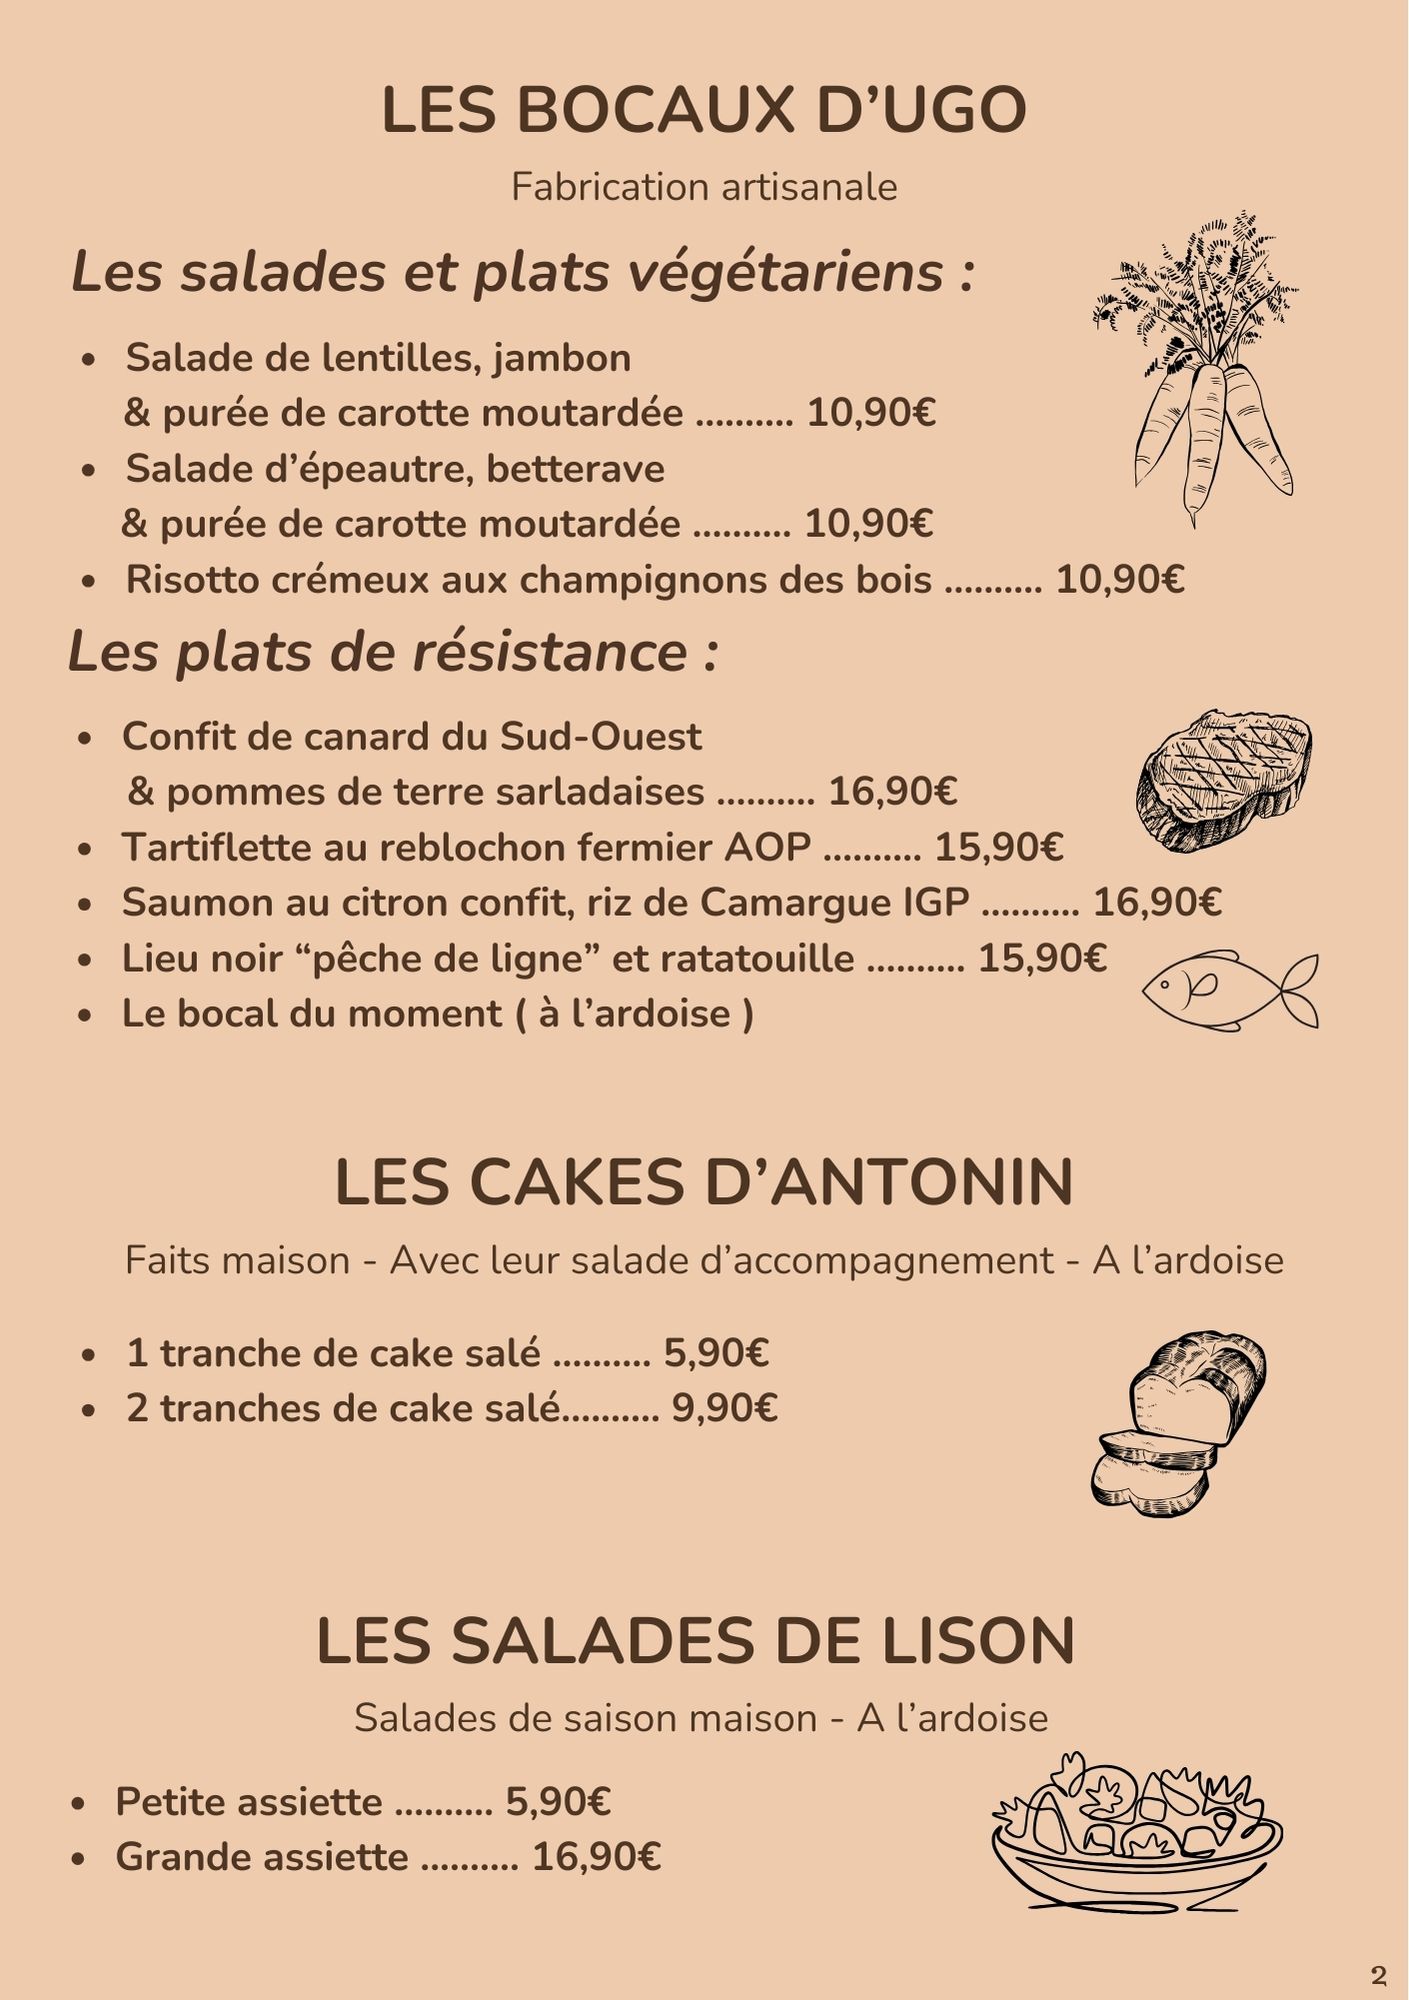 LES BOCAUX D’UGO
Fabrication artisanale
Les salades et plats végétariens :
• Salade de lentilles, jambon
& purée de carotte moutardée .......... 10,90€
• Salade d’épeautre, betterave
& purée de carotte moutardée .......... 10,90€
• Risotto crémeux aux champignons des bois .......... 10,90€
Les plats de résistance :
• Confit de canard du Sud-Ouest
& pommes de terre sarladaises .......... 16,90€
• Tartiflette au reblochon fermier AOP .......... 15,90€
• Saumon au citron confit, riz de Camargue IGP .......... 16,90€
• Lieu noir “pêche de ligne” et ratatouille .......... 15,90€
• Le bocal du moment ( à l’ardoise )
LES CAKES D’ANTONIN
Faits maison - Avec leur salade d’accompagnement - A l’ardoise
• 1 tranche de cake salé .......... 5,90€
• 2 tranches de cake salé.......... 9,90€
LES SALADES DE LISON
Salades de saison maison - A l’ardoise
• Petite assiette .......... 5,90€
• Grande assiette .......... 16,90€
2